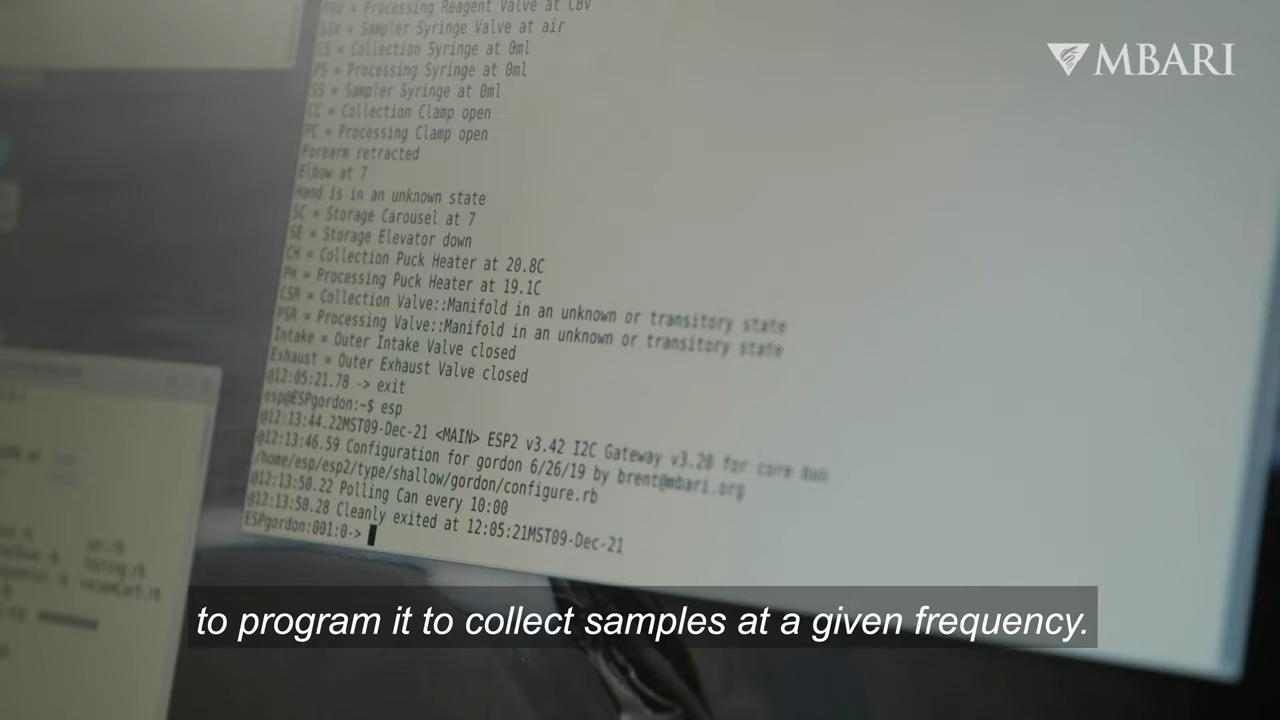 PRV = Processing Reagent Valve at CBV
SSV = Sampler Syringe Valve at air
CS = Collection Syringe at 0ml
PS = Processing Syringe at 0ml
SS = Sampler Syringe at 0ml
CC = Collection Clamp open
PC = Processing Clamp open
Forearm retracted
Elbow at 7
Hand is in an unknown state
SC = Storage Carousel at 7
SE = Storage Elevator down
CH = Collection Puck Heater at 20.8C
PH = Processing Puck Heater at 19.1C
CSR = Collection Valve::Manifold in an unknown or transitory state
PSR = Processing Valve::Manifold in an unknown or transitory state
Intake = Outer Intake Valve closed
Exhaust = Outer Exhaust Valve closed
@12:05:21.78 -> exit
esp@ESPgordon:~$ esp
@12:13:44.22MST09-Dec-21 <MAIN> ESP2 v3.42 I2C Gateway v3.20 for core
@12:13:46.59 Configuration for gordon 6/26/19 by brent@mbari.org
/home/esp/esp2/type/shallow/gordon/configure.rb
@12:13:50.22 Polling Can every 10:00
@12:13:50.28 Cleanly exited at 12:05:21MST09-Dec-21
ESPgordon:001:0->
MBARI
to program it to collect samples at a given frequency.